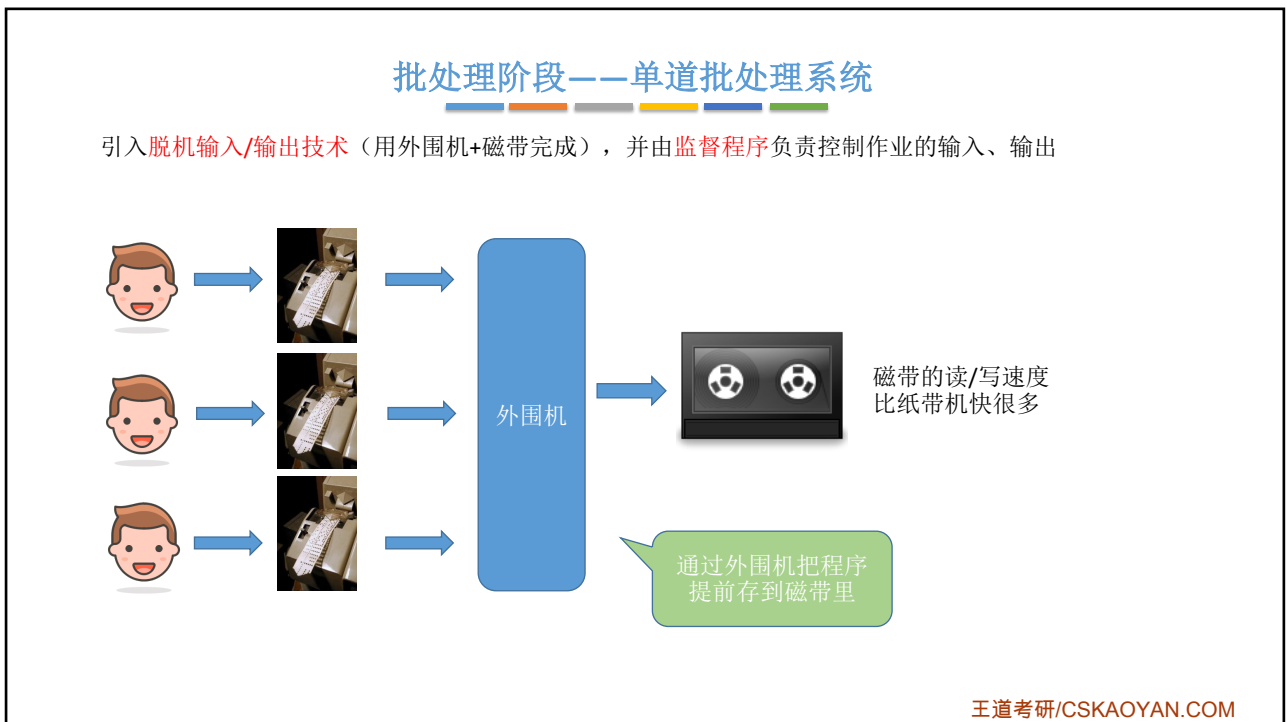 批处理阶段——单道批处理系统
引入脱机输入/输出技术（用外围机+磁带完成），并由监督程序负责控制作业的输入、输出
外围机
磁带的读/写速度
比纸带机快很多
通过外围机把程序
提前存到磁带里
王道考研/CSKAOYAN.COM